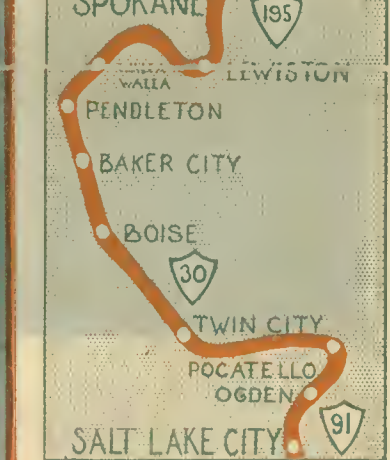 SPOKANE
195
WALLA
LEWISTON
PENDLETON
BAKER CITY
BOISE
30
TWIN CITY
POCATELLO
OGDEN
91
SALT LAKE CITY